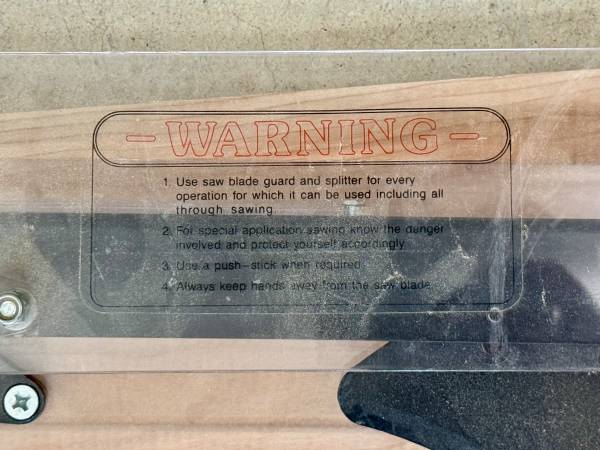 - WARNING -
1. Use saw blade guard and splitter for every
operation for which it can be used including all
through sawing
2. For special application sawing know the danger
involved and protect yourself accordingly
3. Use a push-stick when required
4. Always keep hands away from the saw blade